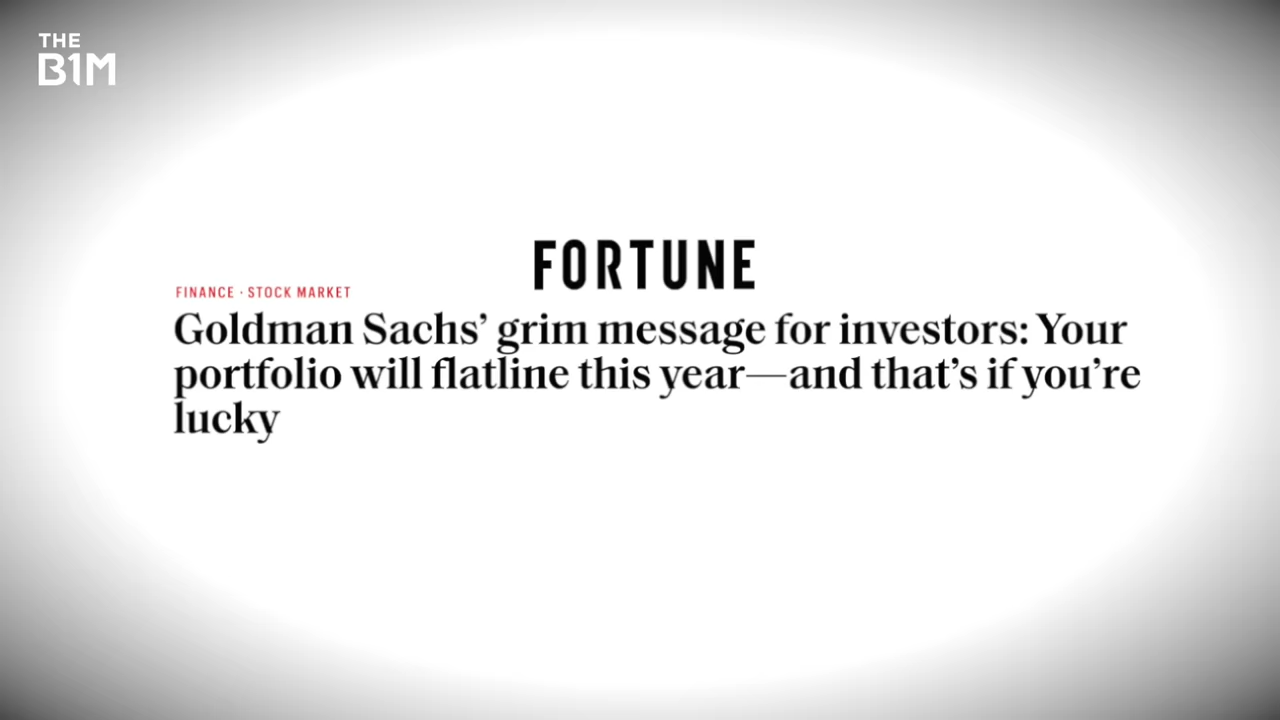 THE
B1M
FORTUNE
FINANCE · STOCK MARKET
Goldman Sachs’ grim message for investors: Your
portfolio will flatline this year—and that’s if you’re
lucky